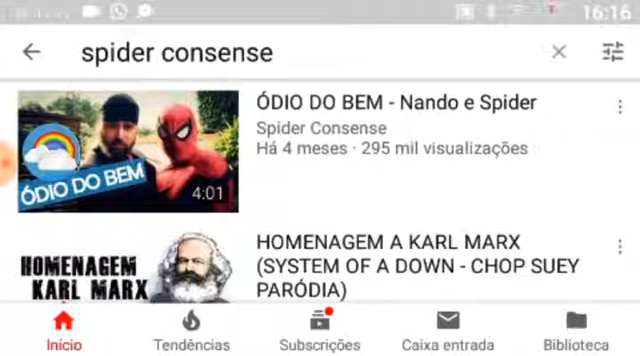 16:16
spider consense
ÓDIO DO BEM
4:01
ÓDIO DO BEM - Nando e Spider
Spider Consense
Há 4 meses · 295 mil visualizações
HOMENAGEM
KARL MARX
HOMENAGEM A KARL MARX
(SYSTEM OF A DOWN - CHOP SUEY
PARÓDIA)
Início
Tendências
Subscrições
Caixa entrada
Biblioteca